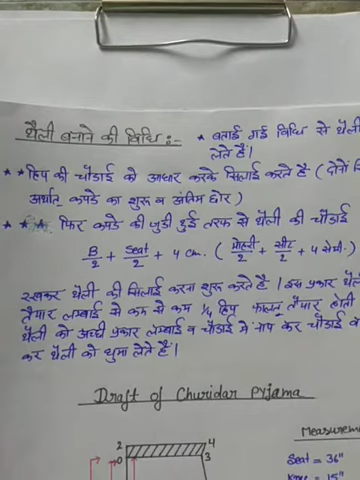 थैली बनाने की विधि :- * बताई गई विधि से थैली
लेते हैं।
* * हिप की चौडाई को आधार करके सिलाई करते हैं (दोनों
अर्थात् कपडे का शुरू व अंतिम छोर)
* * * फिर कपडे की जुडी हुई तरफ से थैली की चौडाई
B/2 + Seat/2 + 4 cm. ( मोहरी/2 + सीट/2 + 4 सेमी.
रखकर थैली की सिलाई करना शुरू करते हैं। इस प्रकार
तैयार लम्बाई से कम से कम 1/4 हिप फालतू तैयार होती
थैली को अच्छी प्रकार लम्बाई व चौडाई में नाप कर चौडाई
कर थैली को घुमा लेते हैं।
Draft of Churidar Pyjama
Measurem
2 4
0 3
Seat = 36"
Knee = 15"